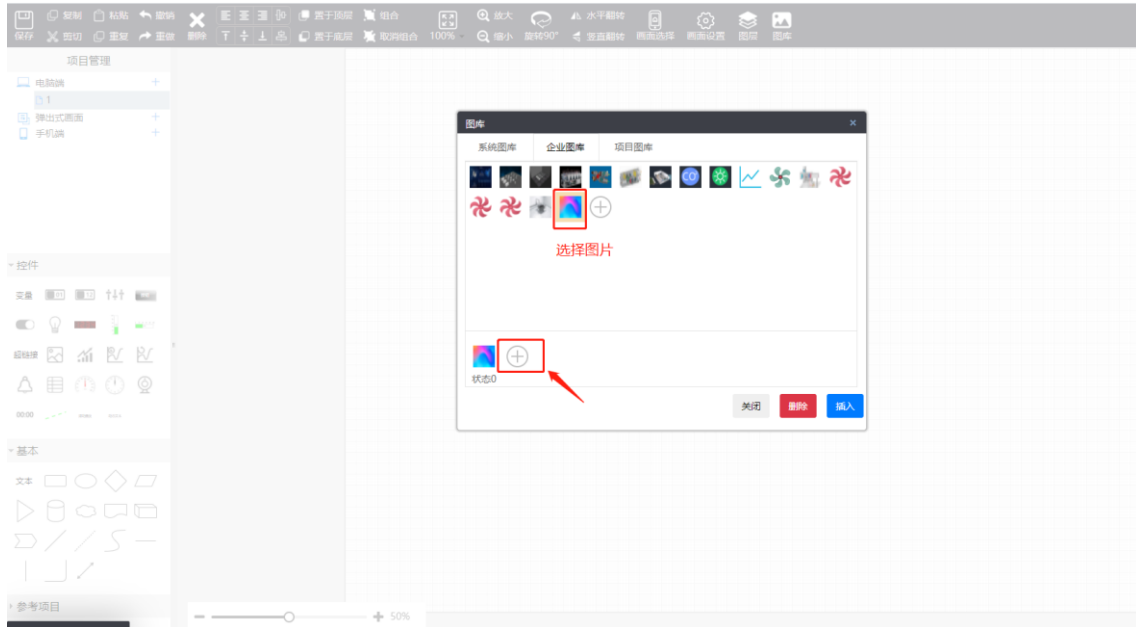 复制 粘贴 撤销 置于顶层 组合 放大 水平翻转
保存 剪切 重复 重做 删除 置于底层 取消组合 100% 缩小 旋转90° 竖直翻转 画面选择 画面设置 图层 图库
项目管理
电脑端
1
弹出式画面
手机端
控件
变量
超链接
00:00
基本
文本
参考项目
图库 ×
系统图库 企业图库 项目图库
CO²
选择图片
状态0
关闭 删除 插入
50%